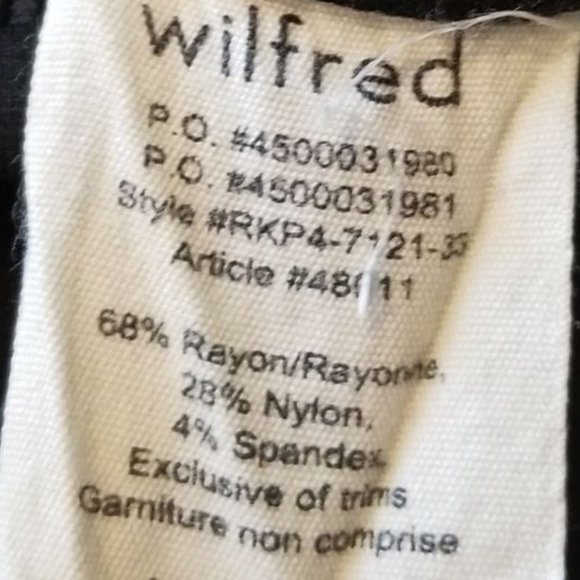 wilfred
P.O. #4500031980
P.O. #4500031981
Style
Article
68% Rayon/Rayonne,
28% Nylon,
4% Spandex
Exclusive of trims
Garniture non comprise